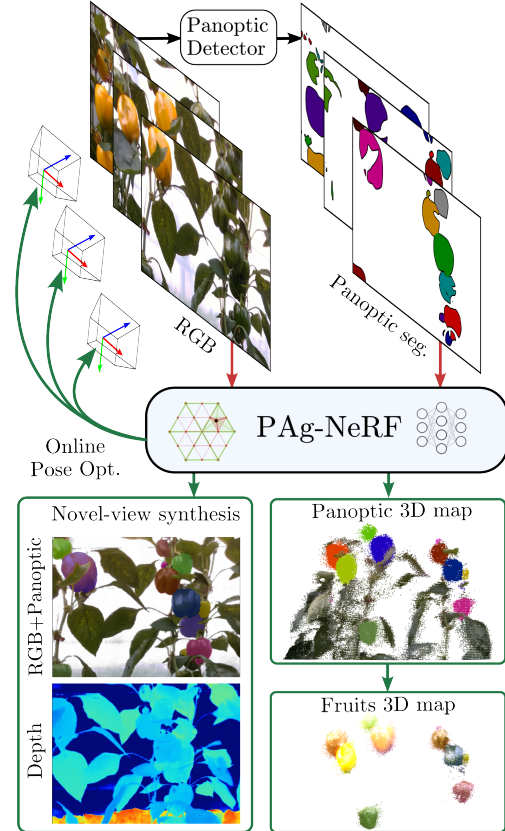 Panoptic
Detector
RGB
Panoptic seg.
PAg-NeRF
Online
Pose Opt.
Novel-view synthesis
RGB+Panoptic
Depth
Panoptic 3D map
Fruits 3D map